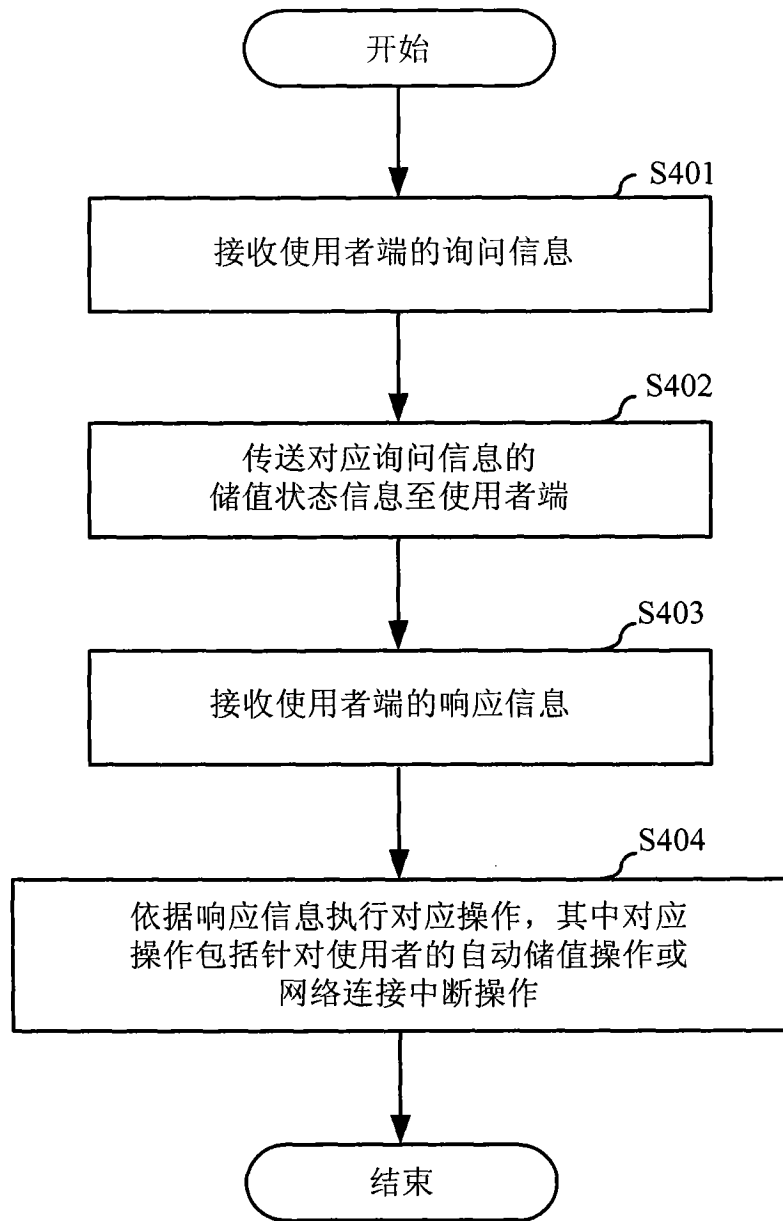 开始
S401
接收使用者端的询问信息
S402
传送对应询问信息的
储值状态信息至使用者端
S403
接收使用者端的响应信息
S404
依据响应信息执行对应操作，其中对应
操作包括针对使用者的自动储值操作或
网络连接中断操作
结束